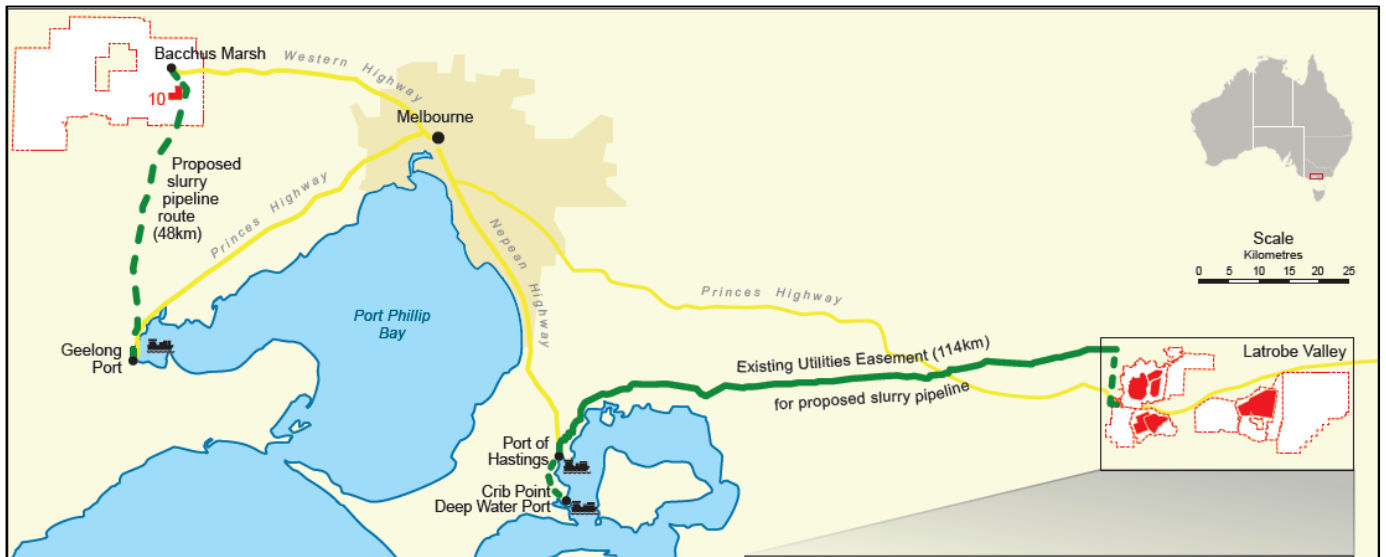 Bacchus Marsh
Western Highway
10
Melbourne
Proposed
slurry
pipeline
route
(48km)
Princes Highway
Nepean Highway
Scale
Kilometres
0 5 10 15 20 25
Princes Highway
Port Phillip
Bay
Geelong
Port
Existing Utilities Easement (114km)
for proposed slurry pipeline
Latrobe Valley
Port of
Hastings
Crib Point
Deep Water Port